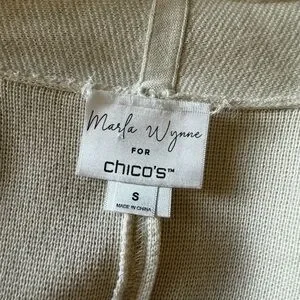 Marla Wynne
FOR
chico's™
S
MADE IN CHINA